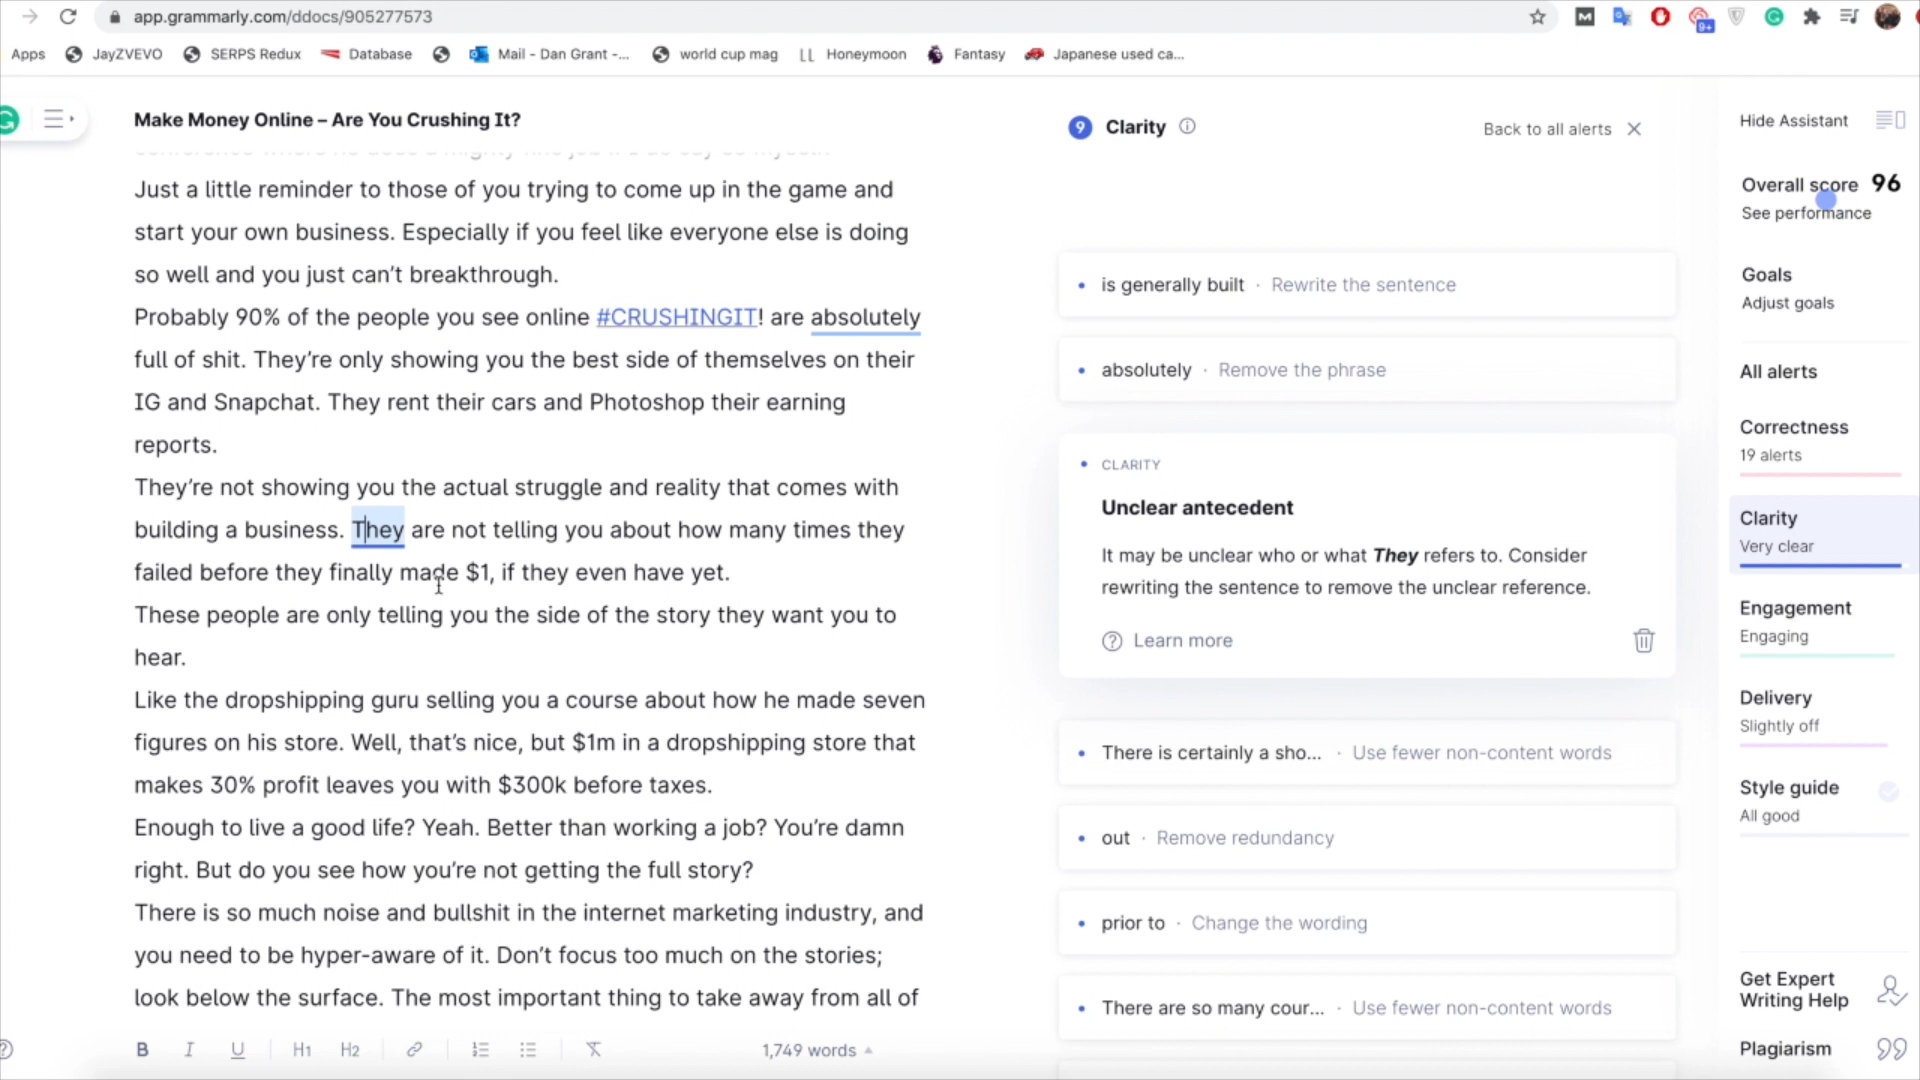 app.grammarly.com/ddocs/905277573
9+
Apps JayZVEVO SERPS Redux Database Mail - Dan Grant -... world cup mag LL Honeymoon Fantasy Japanese used ca...
Make Money Online – Are You Crushing It?
Just a little reminder to those of you trying to come up in the game and
start your own business. Especially if you feel like everyone else is doing
so well and you just can't breakthrough.
Probably 90% of the people you see online #CRUSHINGIT! are absolutely
full of shit. They're only showing you the best side of themselves on their
IG and Snapchat. They rent their cars and Photoshop their earning
reports.
They're not showing you the actual struggle and reality that comes with
building a business. They are not telling you about how many times they
failed before they finally made $1, if they even have yet.
These people are only telling you the side of the story they want you to
hear.
Like the dropshipping guru selling you a course about how he made seven
figures on his store. Well, that's nice, but $1m in a dropshipping store that
makes 30% profit leaves you with $300k before taxes.
Enough to live a good life? Yeah. Better than working a job? You're damn
right. But do you see how you're not getting the full story?
There is so much noise and bullshit in the internet marketing industry, and
you need to be hyper-aware of it. Don't focus too much on the stories;
look below the surface. The most important thing to take away from all of
B I U H1 H2
1,749 words
9 Clarity
Back to all alerts
is generally built · Rewrite the sentence
absolutely · Remove the phrase
CLARITY
Unclear antecedent
It may be unclear who or what They refers to. Consider
rewriting the sentence to remove the unclear reference.
Learn more
There is certainly a sho... · Use fewer non-content words
out · Remove redundancy
prior to · Change the wording
There are so many cour... · Use fewer non-content words
Hide Assistant
Overall score 96
See performance
Goals
Adjust goals
All alerts
Correctness
19 alerts
Clarity
Very clear
Engagement
Engaging
Delivery
Slightly off
Style guide
All good
Get Expert
Writing Help
Plagiarism